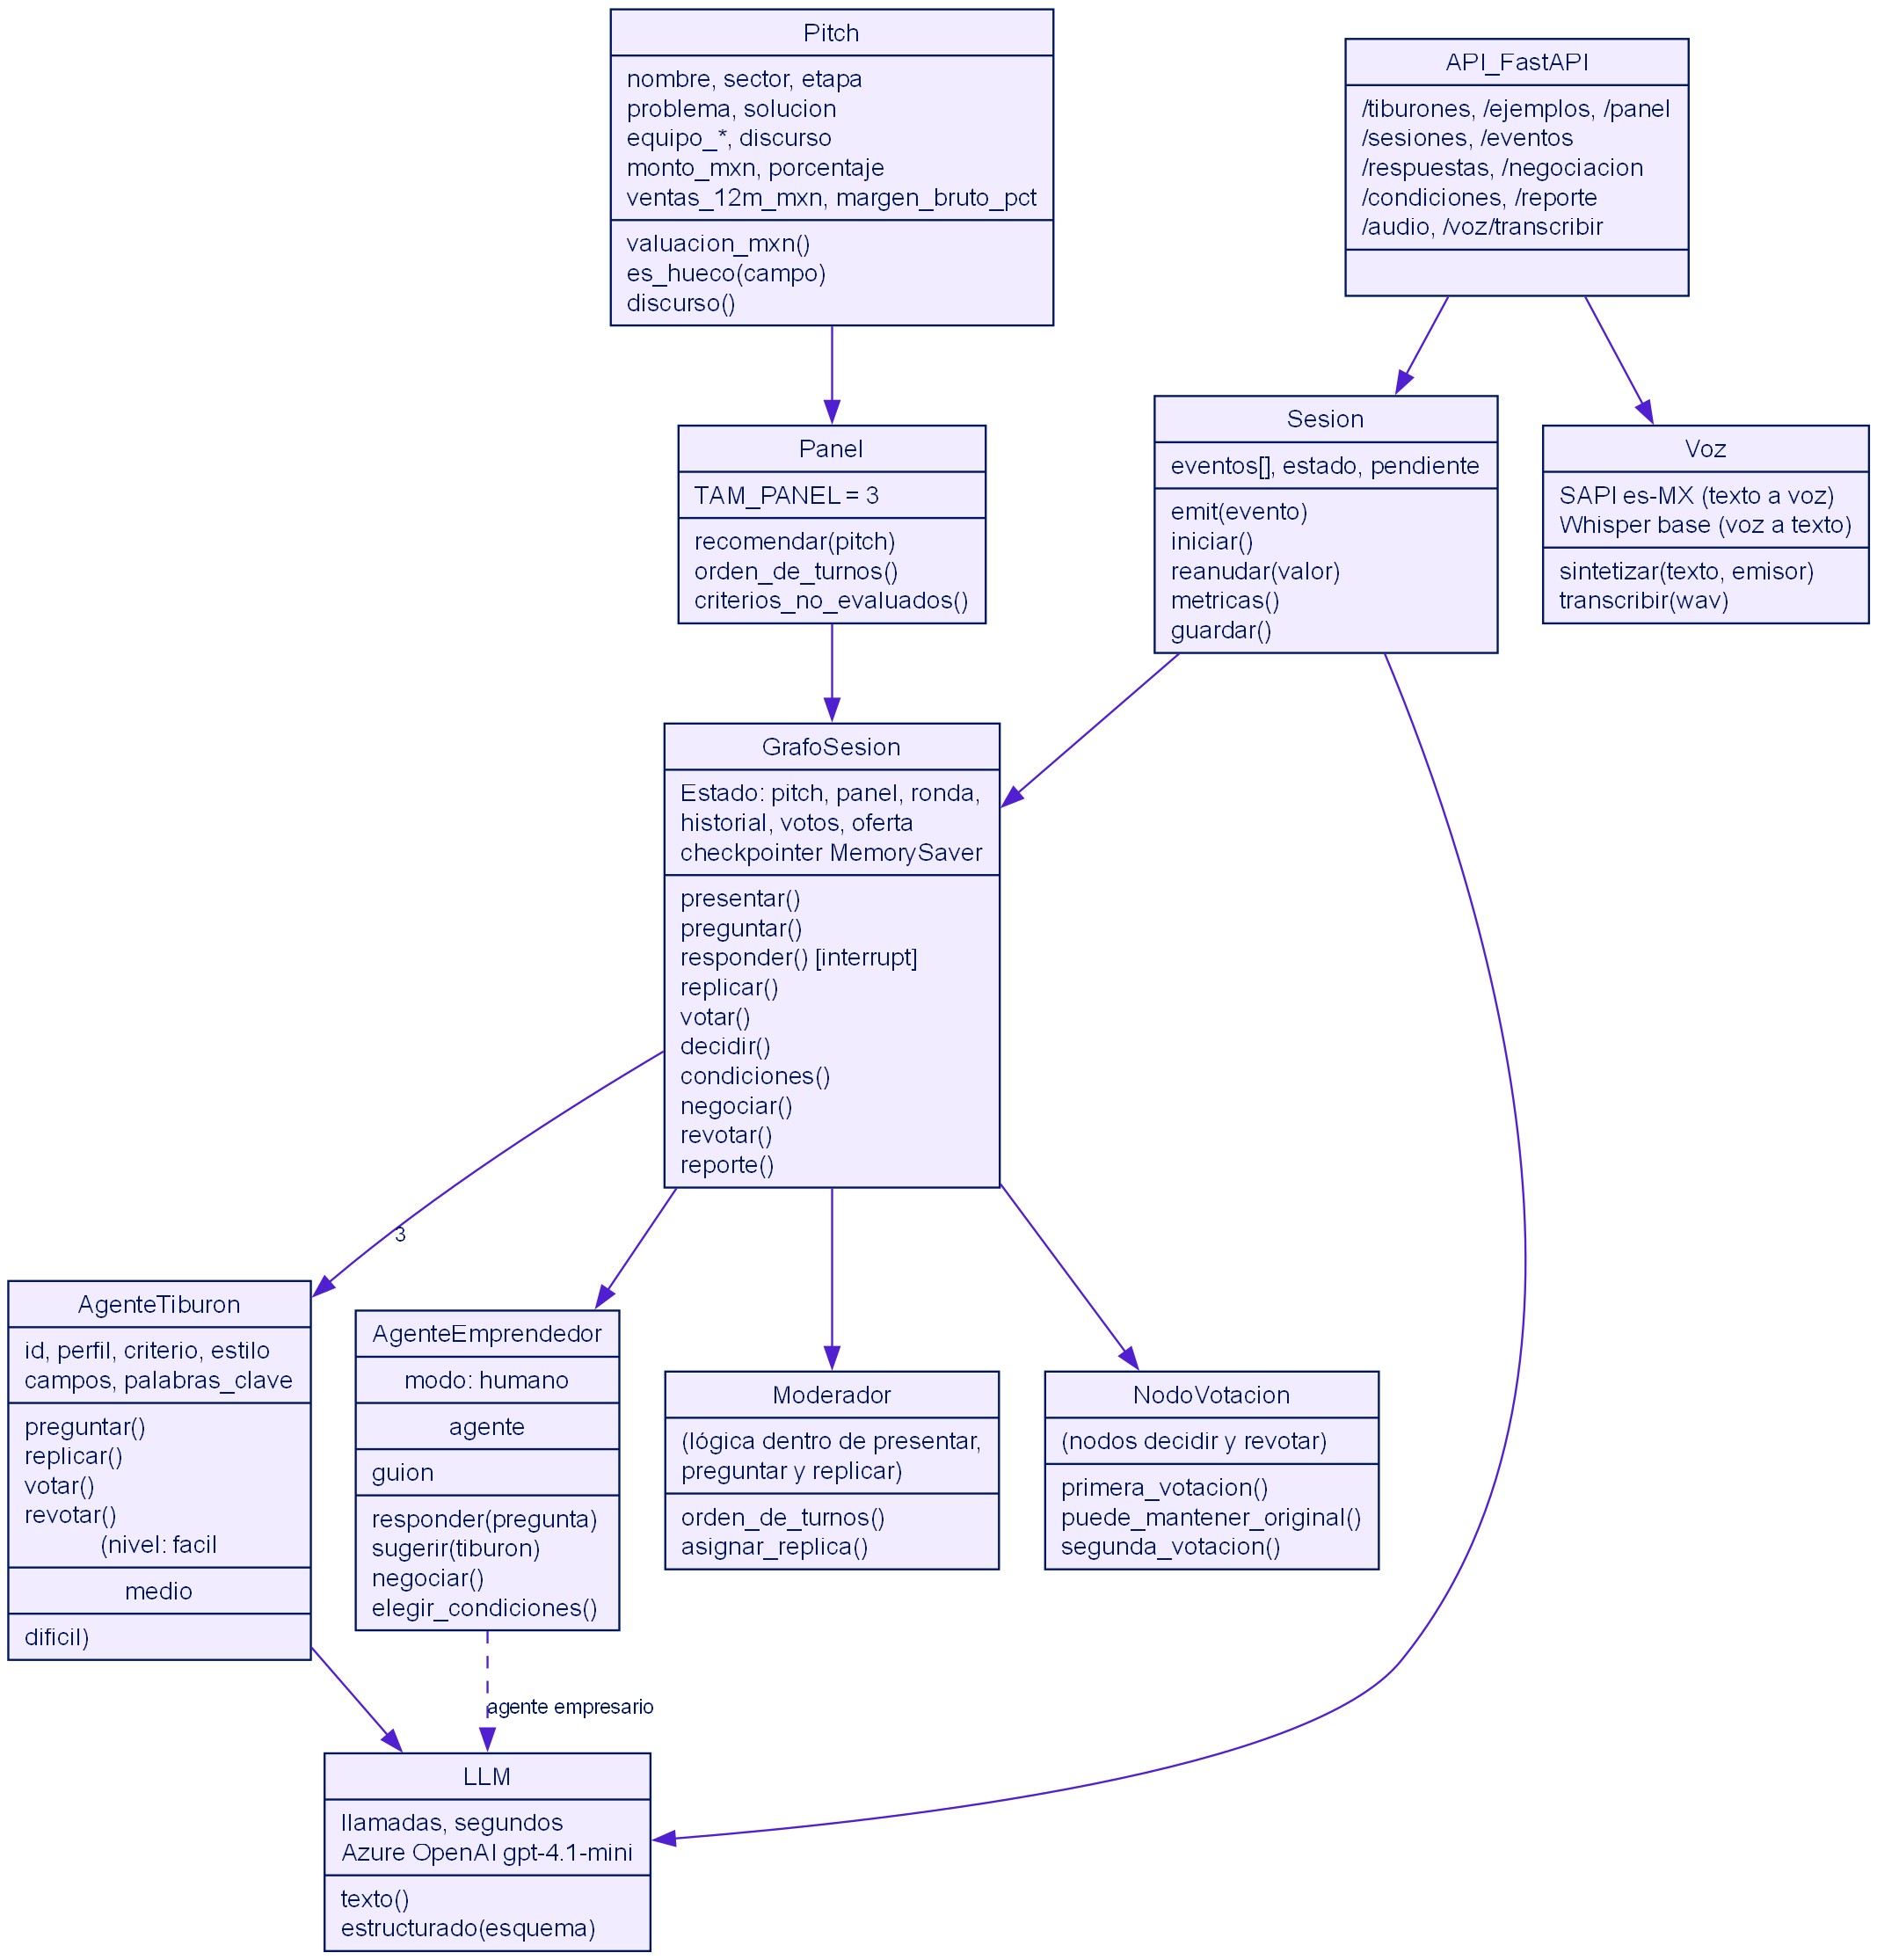 Pitch
nombre, sector, etapa
problema, solucion
equipo_*, discurso
monto_mxn, porcentaje
ventas_12m_mxn, margen_bruto_pct
valuacion_mxn()
es_hueco(campo)
discurso()
API_FastAPI
/tiburones, /ejemplos, /panel
/sesiones, /eventos
/respuestas, /negociacion
/condiciones, /reporte
/audio, /voz/transcribir
Panel
TAM_PANEL = 3
recomendar(pitch)
orden_de_turnos()
criterios_no_evaluados()
Sesion
eventos[], estado, pendiente
emit(evento)
iniciar()
reanudar(valor)
metricas()
guardar()
Voz
SAPI es-MX (texto a voz)
Whisper base (voz a texto)
sintetizar(texto, emisor)
transcribir(wav)
GrafoSesion
Estado: pitch, panel, ronda,
historial, votos, oferta
checkpointer MemorySaver
presentar()
preguntar()
responder() [interrupt]
replicar()
votar()
decidir()
condiciones()
negociar()
revotar()
reporte()
3
AgenteTiburon
id, perfil, criterio, estilo
campos, palabras_clave
preguntar()
replicar()
votar()
revotar()
(nivel: facil
medio
dificil)
AgenteEmprendedor
modo: humano
agente
guion
responder(pregunta)
sugerir(tiburon)
negociar()
elegir_condiciones()
Moderador
(lógica dentro de presentar,
preguntar y replicar)
orden_de_turnos()
asignar_replica()
NodoVotacion
(nodos decidir y revotar)
primera_votacion()
puede_mantener_original()
segunda_votacion()
agente empresario
LLM
llamadas, segundos
Azure OpenAI gpt-4.1-mini
texto()
estructurado(esquema)